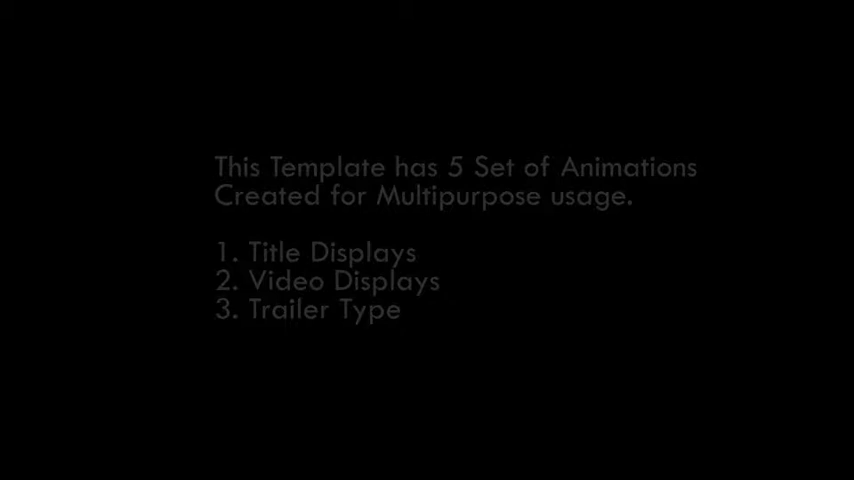 This Template has 5 Set of Animations
Created for Multipurpose usage.
1. Title Displays
2. Video Displays
3. Trailer Type